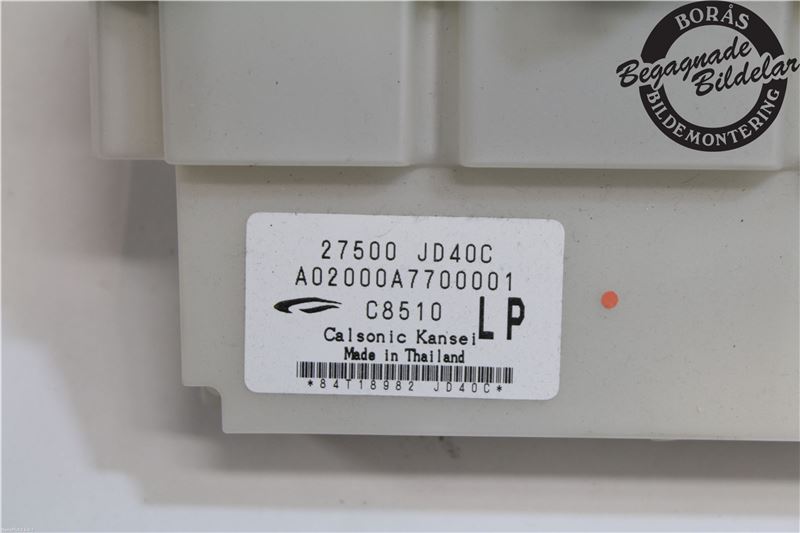 BORÅS
Begagnade
Bildelar
BILDEMONTERING
27500 JD40C
A02000A7700001
C8510 LP
Calsonic Kansei
Made in Thailand
*84T18982 JD40C*